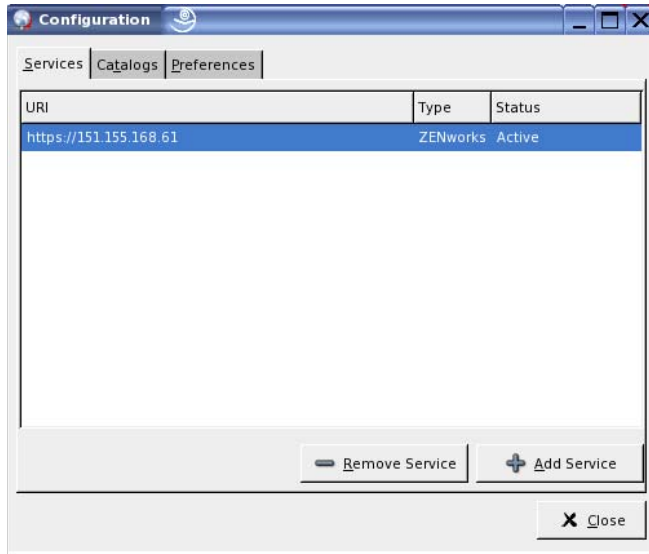 Configuration
Services Catalogs Preferences
URI Type Status
https://151.155.168.61 ZENworks Active
Remove Service Add Service
Close